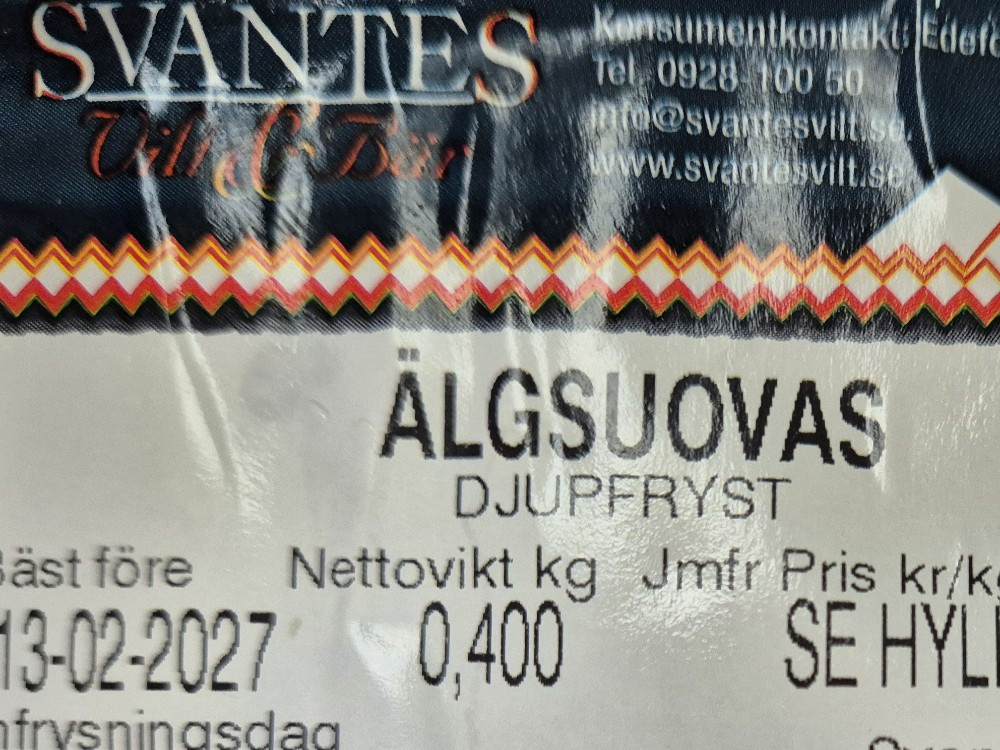 SVANTES
Vilt & Bär
Konsumentkontakt: Edefo
Tel. 0928-100 50
info@svantesvilt.se,
www.svantesvilt.se
ÄLGSUOVAS
DJUPFRYST
Bäst före Nettovikt kg Jmfr Pris kr/kg
13-02-2027 0,400 SE HYLL
nfrysningsdag